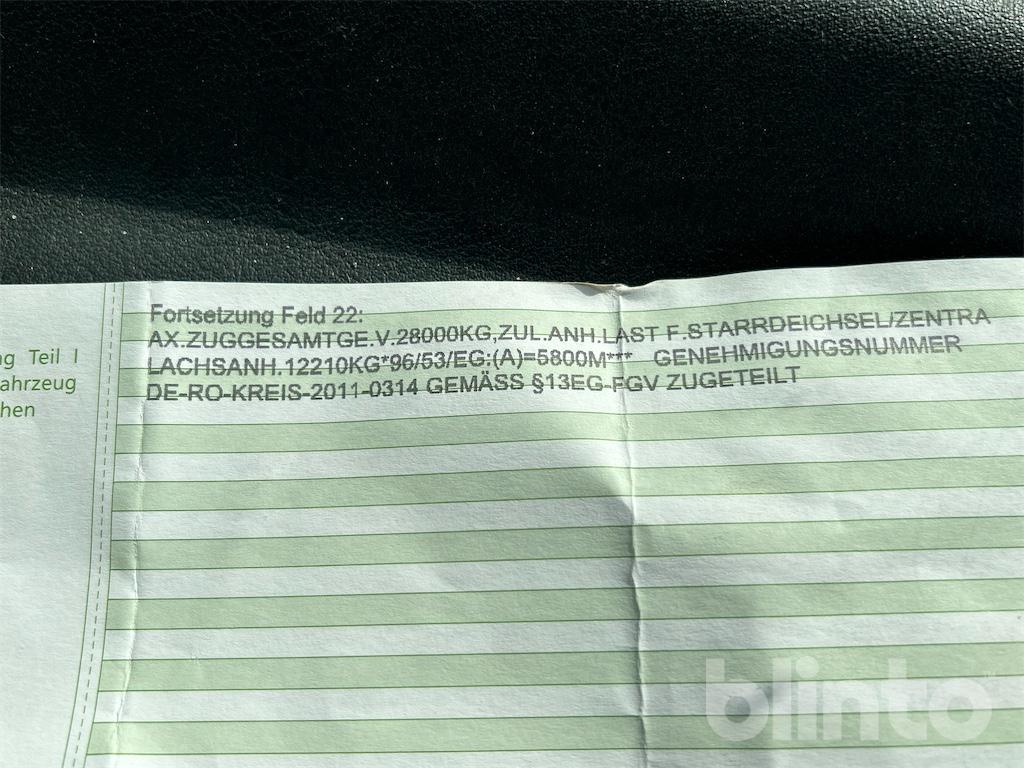 Fortsetzung Feld 22:
AX.ZUGGESAMTGE.V.28000KG,ZUL.ANH.LAST F.STARRDEICHSEL/ZENTRA
LACHSANH.12210KG*96/53/EG:(A)=5800M*** GENEHMIGUNGSNUMMER
DE-RO-KREIS-2011-0314 GEMÄSS §13EG-FGV ZUGETEILT
ng Teil I
ahrzeug
hen
blinto